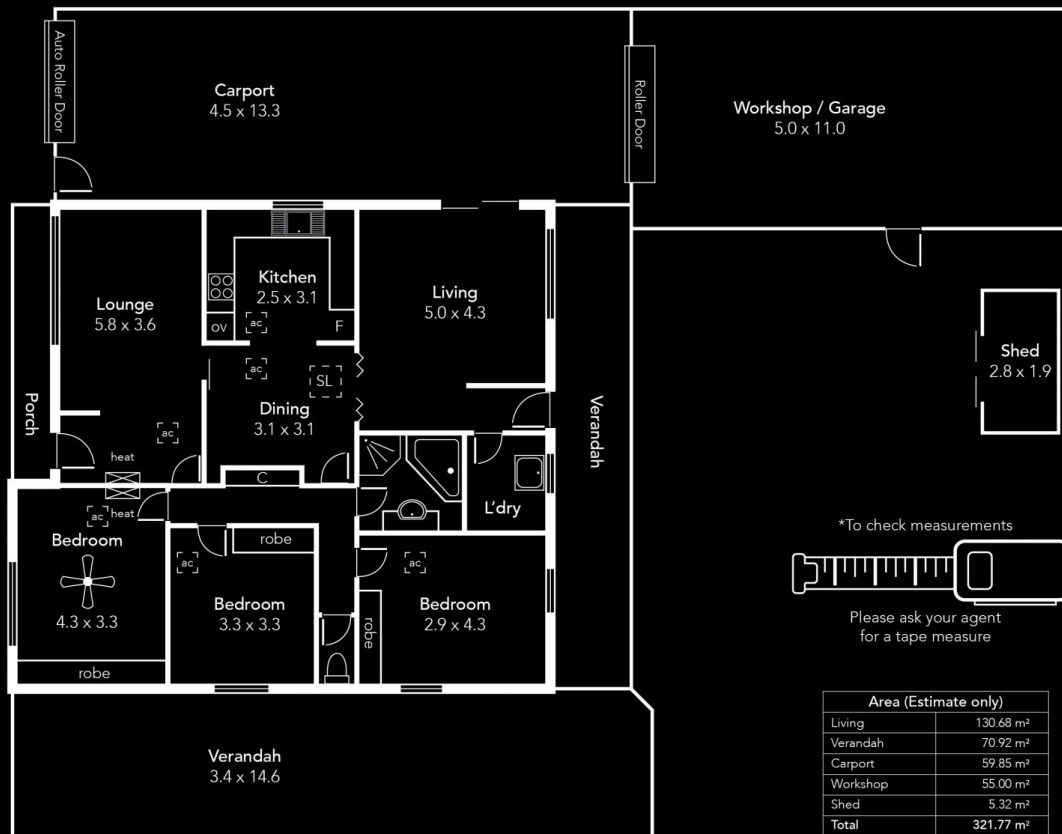 Auto Roller Door
Carport
4.5 x 13.3
Roller Door
Workshop / Garage
5.0 x 11.0
Lounge
5.8 x 3.6
Kitchen
2.5 x 3.1
ov
ac
F
Living
5.0 x 4.3
Shed
2.8 x 1.9
Porch
ac
SL
Dining
3.1 x 3.1
Verandah
ac
heat
C
L'dry
heat
ac
Bedroom
4.3 x 3.3
robe
robe
ac
Bedroom
3.3 x 3.3
ac
Bedroom
2.9 x 4.3
robe
*To check measurements
Please ask your agent
for a tape measure
Verandah
3.4 x 14.6
Area (Estimate only)
Living 130.68 m²
Verandah 70.92 m²
Carport 59.85 m²
Workshop 55.00 m²
Shed 5.32 m²
Total 321.77 m²